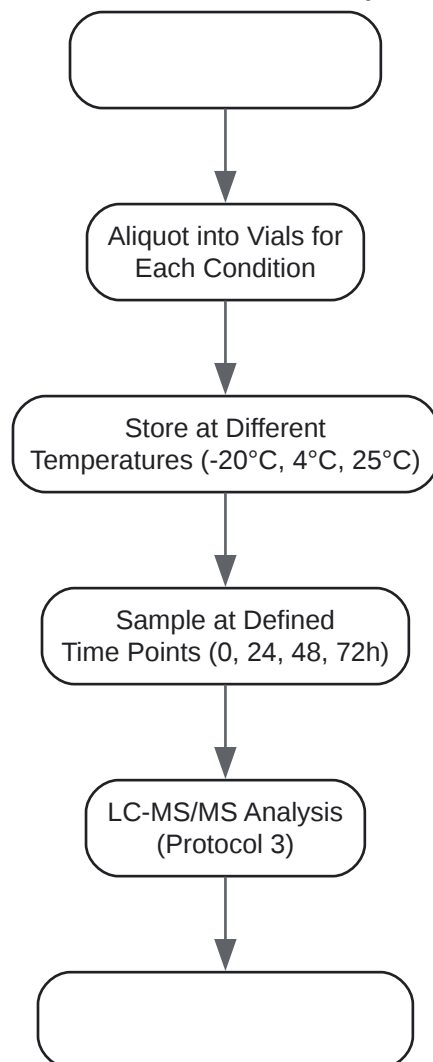 Aliquot into Vials for
Each Condition
Store at Different
Temperatures (-20°C, 4°C, 25°C)
Sample at Defined
Time Points (0, 24, 48, 72h)
LC-MS/MS Analysis
(Protocol 3)